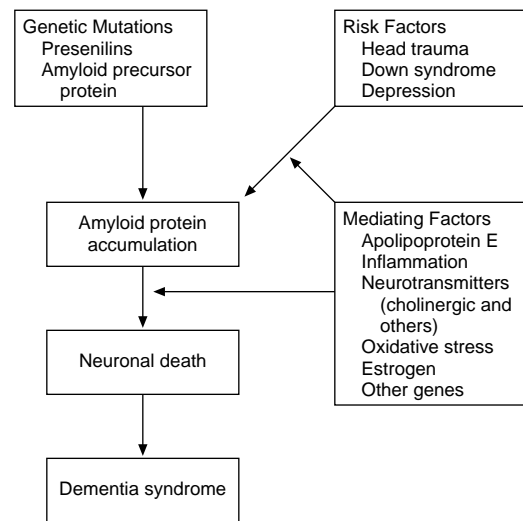 Genetic Mutations
Presenilins
Amyloid precursor
protein
Risk Factors
Head trauma
Down syndrome
Depression
Amyloid protein
accumulation
Mediating Factors
Apolipoprotein E
Inflammation
Neurotransmitters
(cholinergic and
others)
Oxidative stress
Estrogen
Other genes
Neuronal death
Dementia syndrome